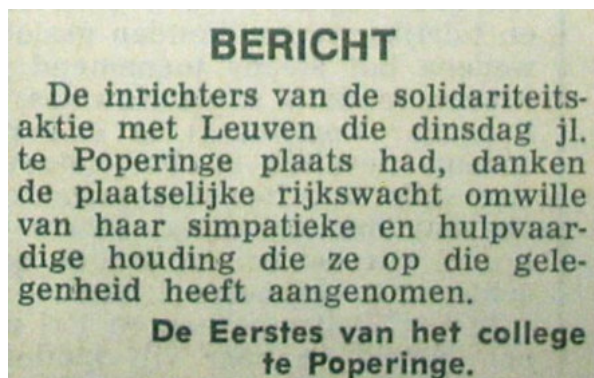 BERICHT
De inrichters van de solidariteits-
aktie met Leuven die dinsdag jl.
te Poperinge plaats had, danken
de plaatselijke rijkswacht omwille
van haar simpatieke en hulpvaar-
dige houding die ze op die gele-
genheid heeft aangenomen.
De Eerstes van het college
te Poperinge.